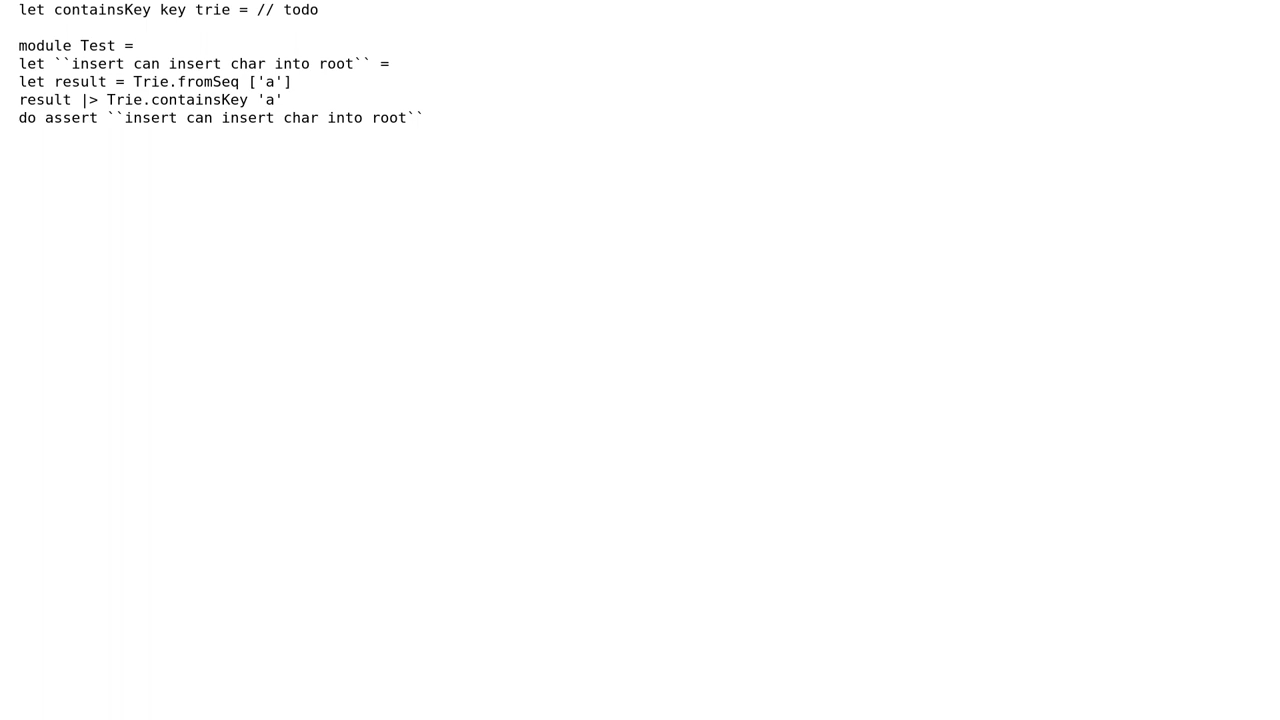 let containsKey key trie = // todo

module Test =
let ``insert can insert char into root`` =
let result = Trie.fromSeq ['a']
result |> Trie.containsKey 'a'
do assert ``insert can insert char into root``